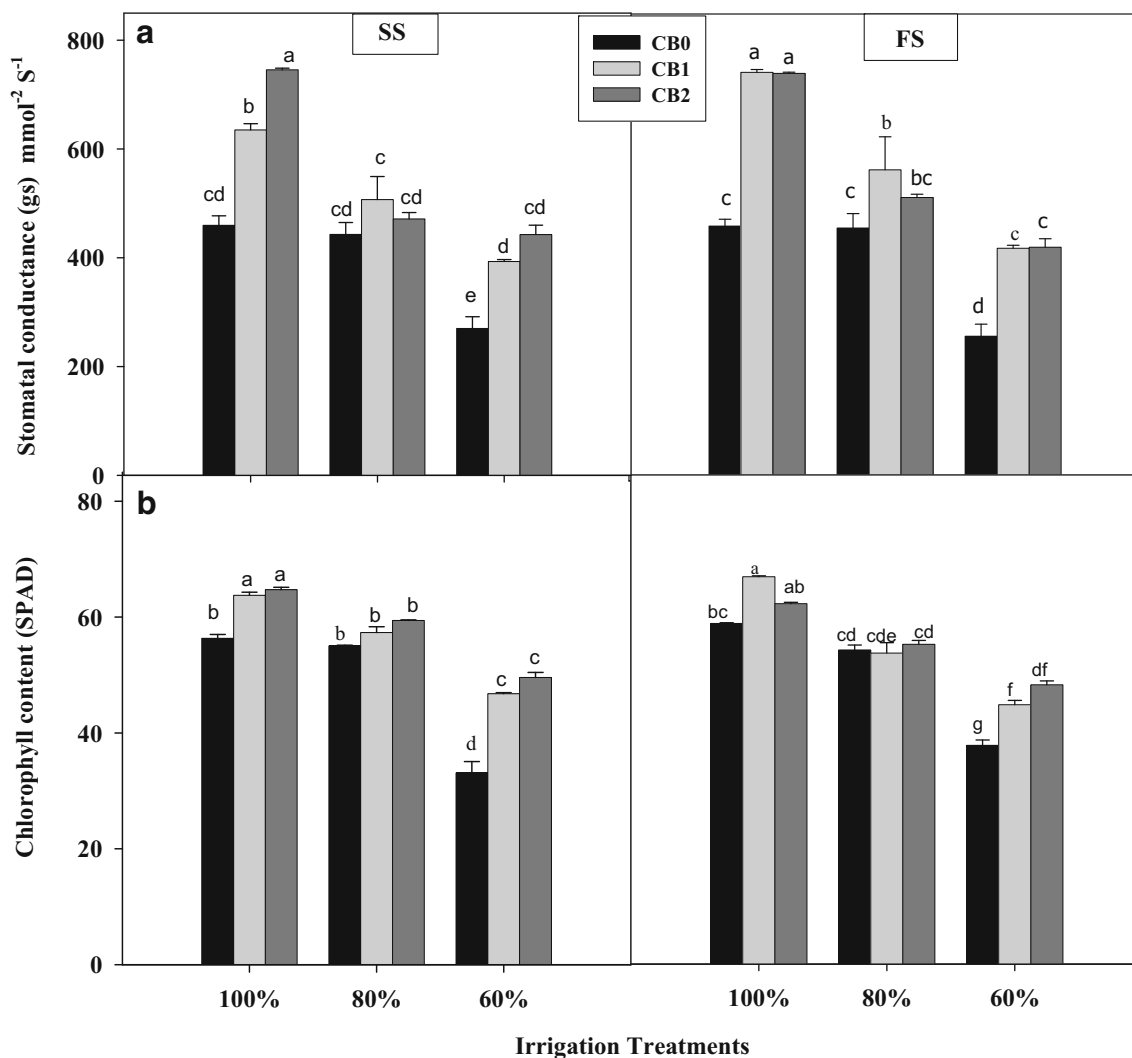 a
SS
FS
CB0
CB1
CB2
Stomatal conductance (gs) mmol-2 S-1
800
600
400
200
0
cd b a
cd c cd
e d cd
c a a
c b bc
d c c
b
Chlorophyll content (SPAD)
80
60
40
20
0
b a a
b b b
d c c
bc a ab
cd cde cd
g f df
100% 80% 60%
100% 80% 60%
Irrigation Treatments